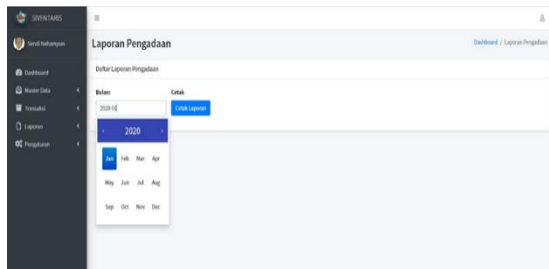 SIVENTARIS
Sendi Nahampun
Dashboard
Master Data
Transaksi
Laporan
Pengaturan
Laporan Pengadaan
Dashboard / Laporan Pengadaan
Daftar Laporan Pengadaan
Bulan: Cetak
2020-01 Cetak Laporan
‹ 2020 ›
Jan Feb Mar Apr
May Jun Jul Aug
Sep Oct Nov Dec